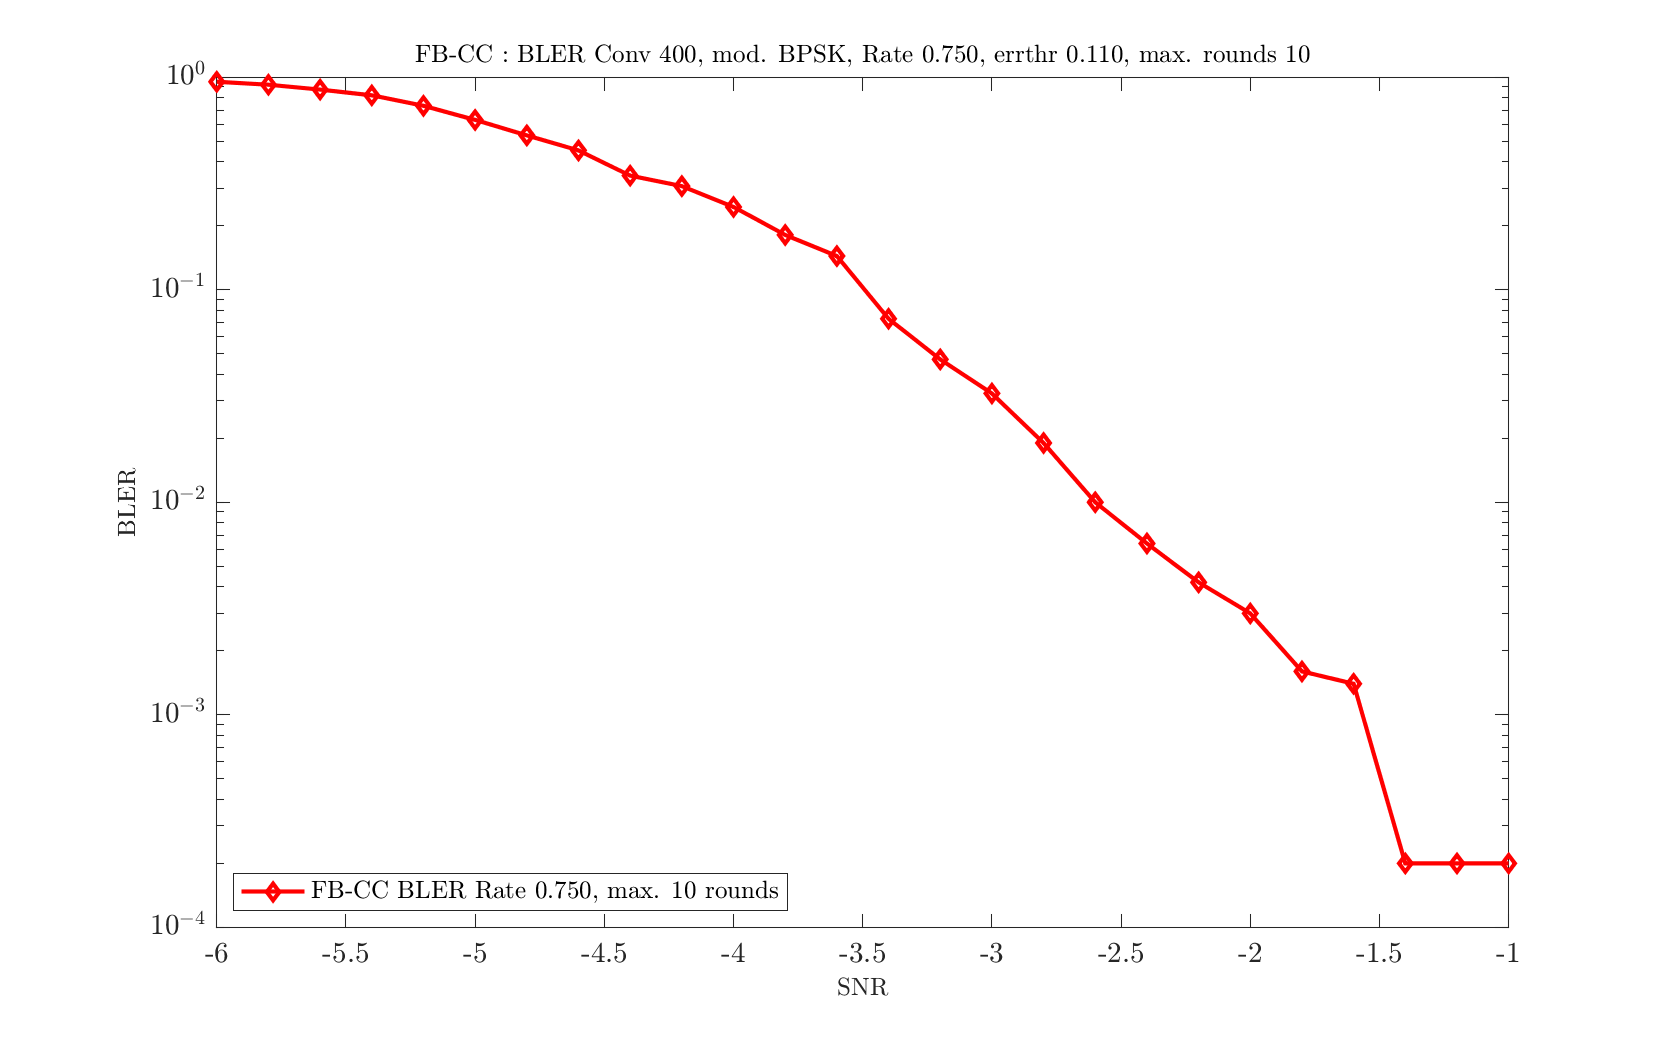 FB-CC : BLER Conv 400, mod. BPSK, Rate 0.750, errthr 0.110, max. rounds 10
10^0
10^-1
10^-2
10^-3
10^-4
BLER
FB-CC BLER Rate 0.750, max. 10 rounds
-6 -5.5 -5 -4.5 -4 -3.5 -3 -2.5 -2 -1.5 -1
SNR